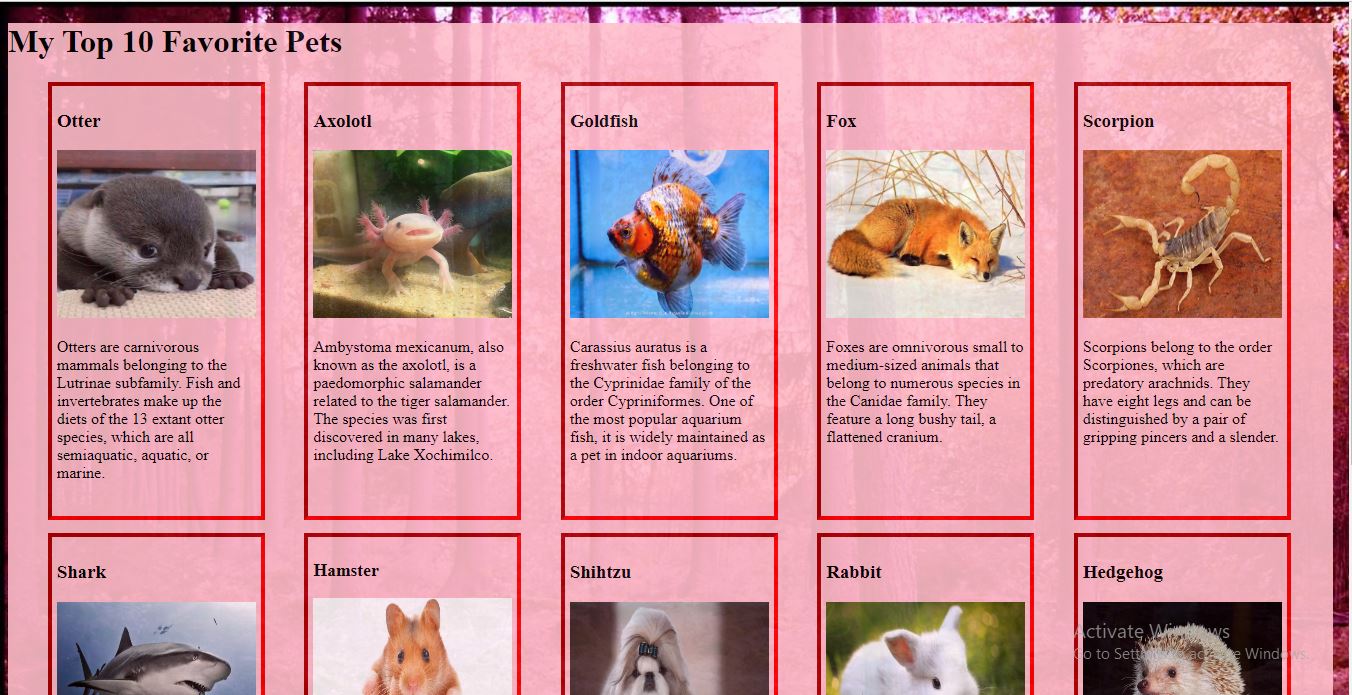 My Top 10 Favorite Pets
Otter
Otters are carnivorous
mammals belonging to the
Lutrinae subfamily. Fish and
invertebrates make up the
diets of the 13 extant otter
species, which are all
semiaquatic, aquatic, or
marine.
Axolotl
Ambystoma mexicanum, also
known as the axolotl, is a
paedomorphic salamander
related to the tiger salamander.
The species was first
discovered in many lakes,
including Lake Xochimilco.
Goldfish
Carassius auratus is a
freshwater fish belonging to
the Cyprinidae family of the
order Cypriniformes. One of
the most popular aquarium
fish, it is widely maintained as
a pet in indoor aquariums.
Fox
Foxes are omnivorous small to
medium-sized animals that
belong to numerous species in
the Canidae family. They
feature a long bushy tail, a
flattened cranium.
Scorpion
Scorpions belong to the order
Scorpiones, which are
predatory arachnids. They
have eight legs and can be
distinguished by a pair of
gripping pincers and a slender.
Shark
Hamster
Shihtzu
Rabbit
Hedgehog
Activate Windows
Go to Settings to activate Windows.